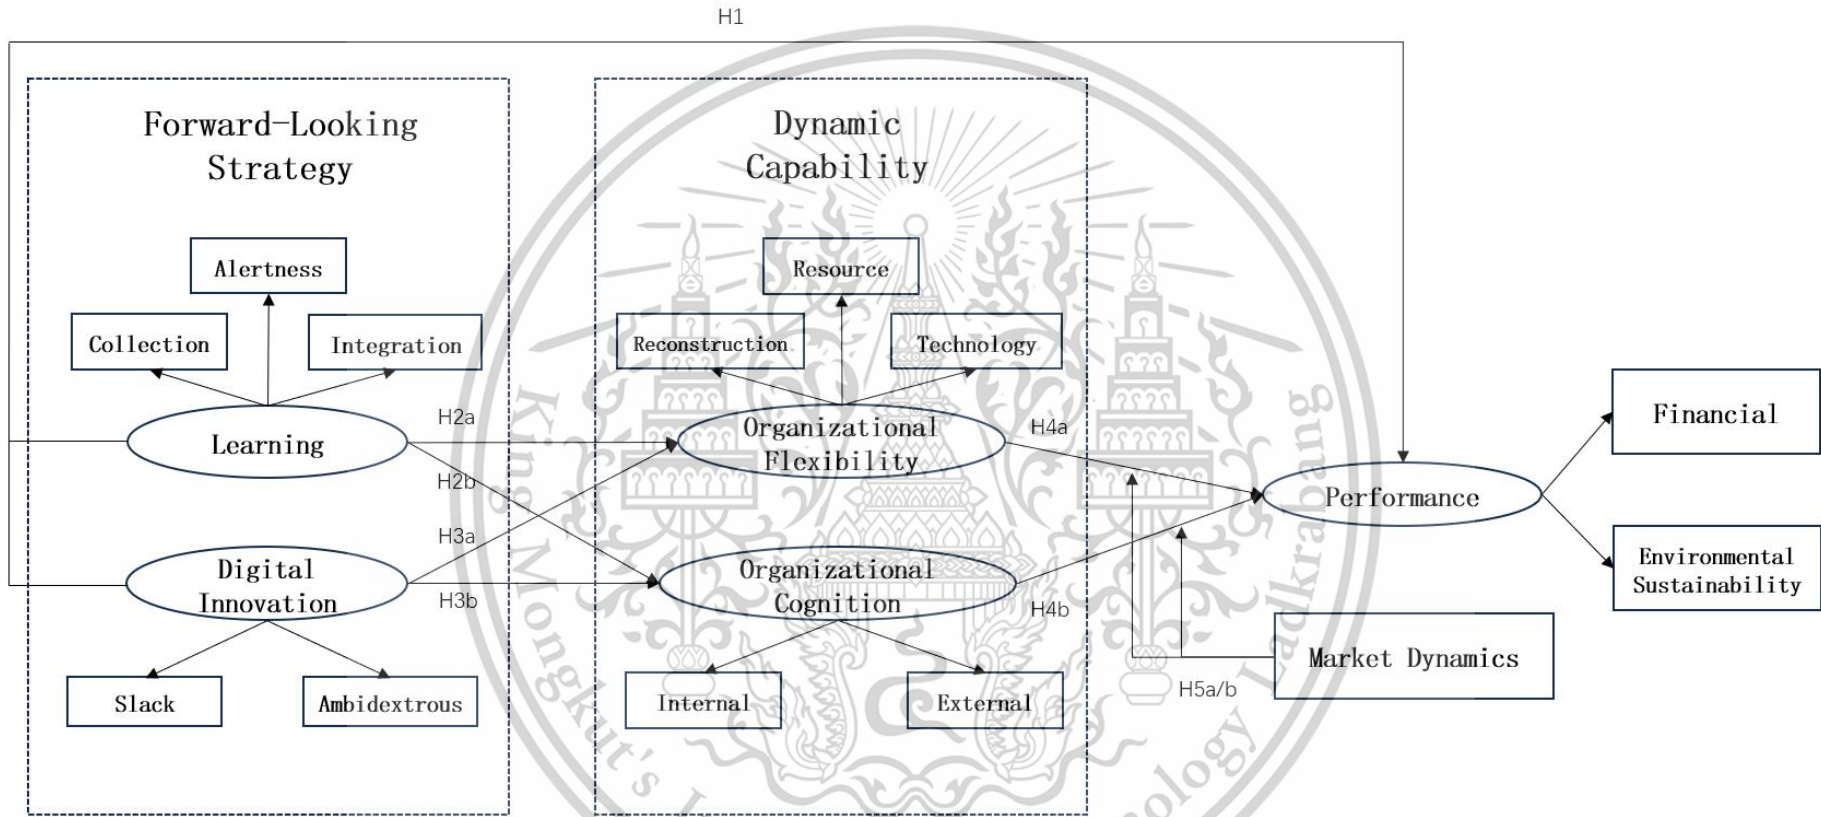 H1
Forward-Looking
Strategy
Dynamic
Capability
Alertness
Resource
Collection
Integration
Reconstruction
Technology
H2a
Learning
Organizational
Flexibility
H4a
Financial
H2b
Performance
H3a
Digital
Innovation
H3b
Organizational
Cognition
H4b
Environmental
Sustainability
Market Dynamics
H5a/b
Slack
Ambidextrous
Internal
External
King Mongkut's
Technology Ladkrabang